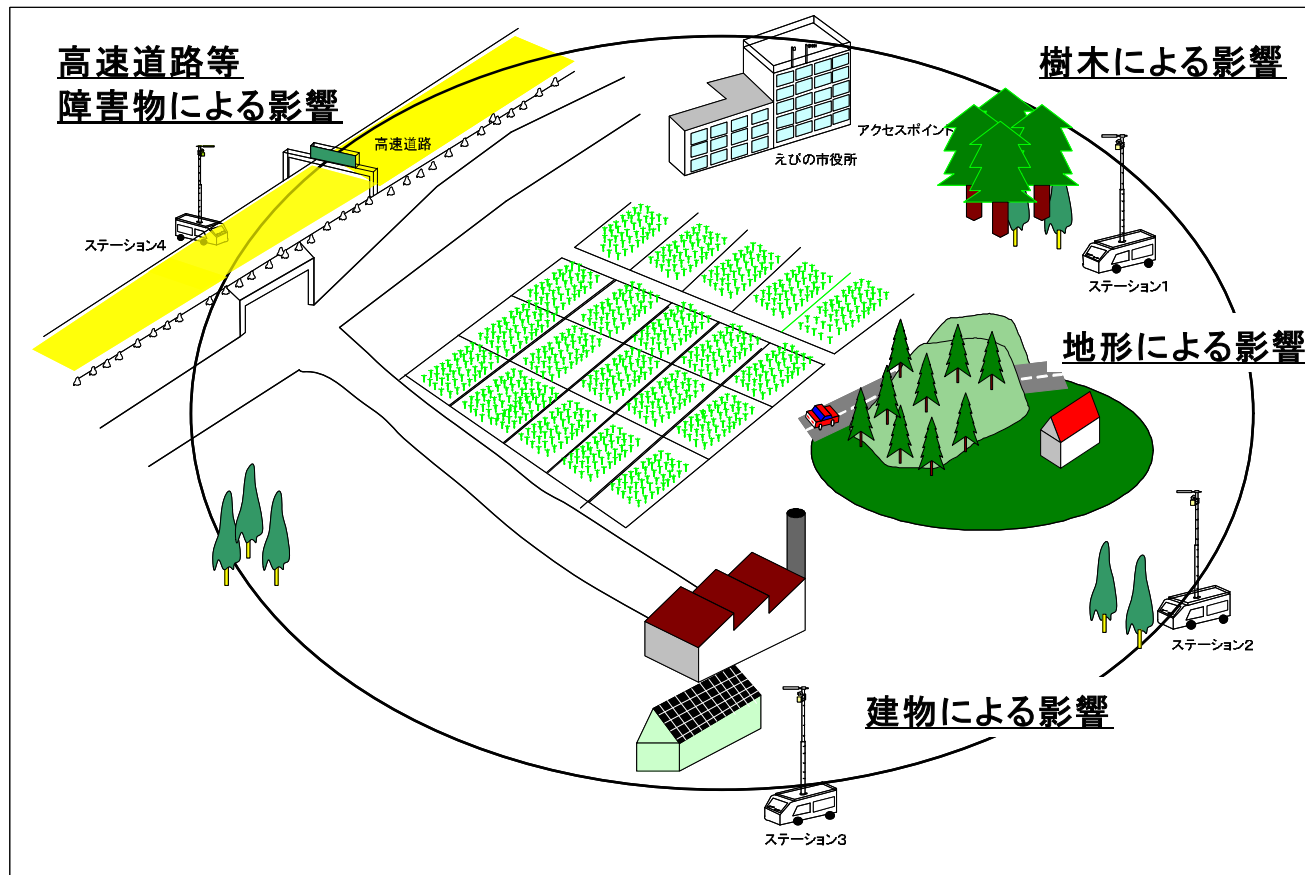 高速道路等
障害物による影響
樹木による影響
高速道路
アクセスポイント
えびの市役所
ステーション4
ステーション1
地形による影響
ステーション2
建物による影響
ステーション3